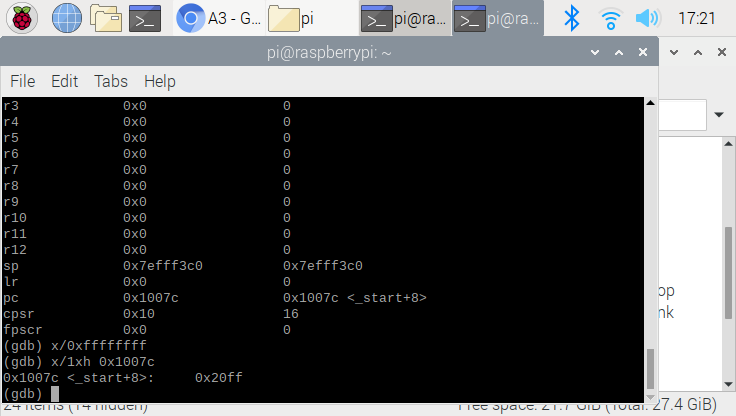 A3 - G...
pi
pi@ra...
pi@ra...
17:21
pi@raspberrypi: ~
File Edit Tabs Help
r3 0x0 0
r4 0x0 0
r5 0x0 0
r6 0x0 0
r7 0x0 0
r8 0x0 0
r9 0x0 0
r10 0x0 0
r11 0x0 0
r12 0x0 0
sp 0x7efff3c0 0x7efff3c0
lr 0x0 0
pc 0x1007c 0x1007c <_start+8>
cpsr 0x10 16
fpscr 0x0 0
(gdb) x/0xffffffff
(gdb) x/1xh 0x1007c
0x1007c <_start+8>: 0x20ff
(gdb)
op
nk
24 items (14 hidden)
Free space: 21.7 GiB (Total: 27.4 GiB)